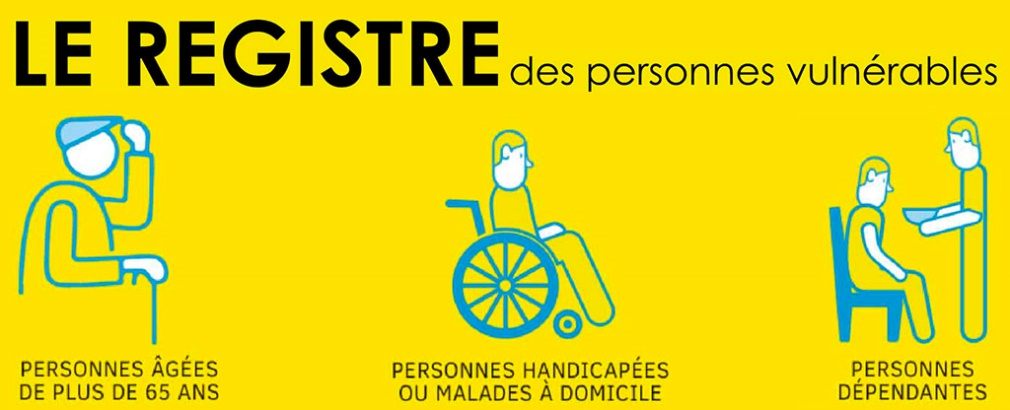 LE REGISTRE des personnes vulnérables
PERSONNES ÂGÉES
DE PLUS DE 65 ANS
PERSONNES HANDICAPÉES
OU MALADES À DOMICILE
PERSONNES
DÉPENDANTES